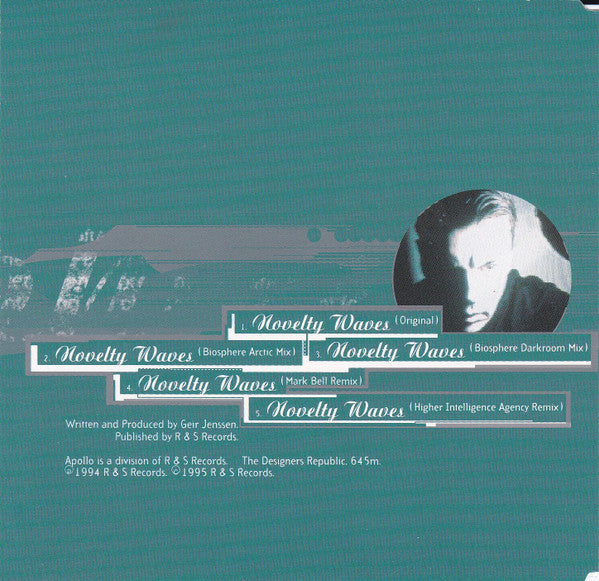 1. Novelty Waves (Original)
2. Novelty Waves (Biosphere Arctic Mix)
3. Novelty Waves (Biosphere Darkroom Mix)
4. Novelty Waves (Mark Bell Remix)
5. Novelty Waves (Higher Intelligence Agency Remix)
Written and Produced by Geir Jenssen.
Published by R & S Records.
Apollo is a division of R & S Records. The Designers Republic. 645m.
℗1994 R & S Records. ©1995 R & S Records.